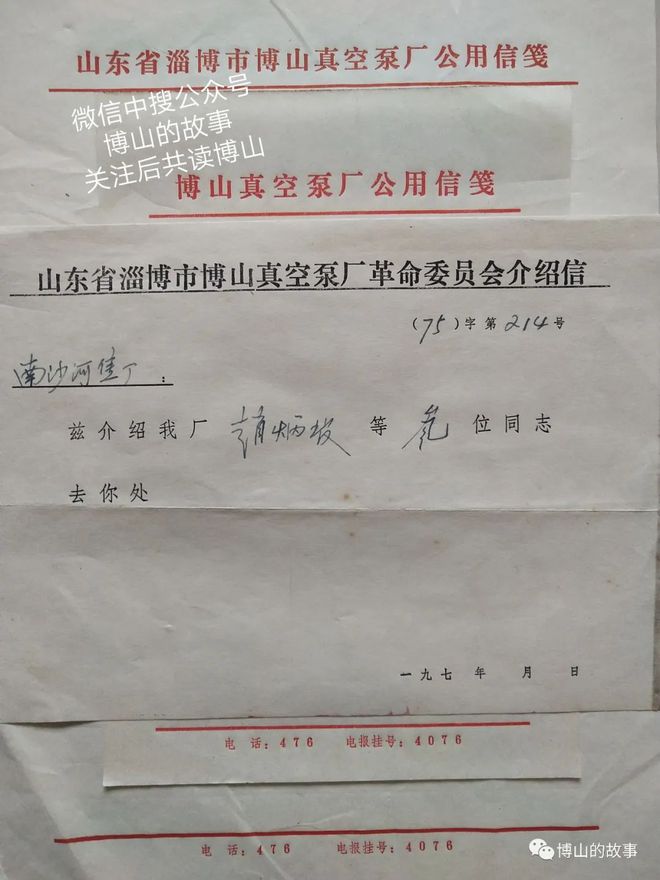 山东省淄博市博山真空泵厂公用信笺
微信中搜公众号
博山的故事
关注后共读博山
博山真空泵厂公用信笺
山东省淄博市博山真空泵厂革命委员会介绍信
（75）字第214号
南沙河
：
兹介绍我厂 赵炳 等 位同志
去你处
一九七 年 月 日
电 话：476 电报挂号：4076
电 话：476 电报挂号：4076
博山的故事